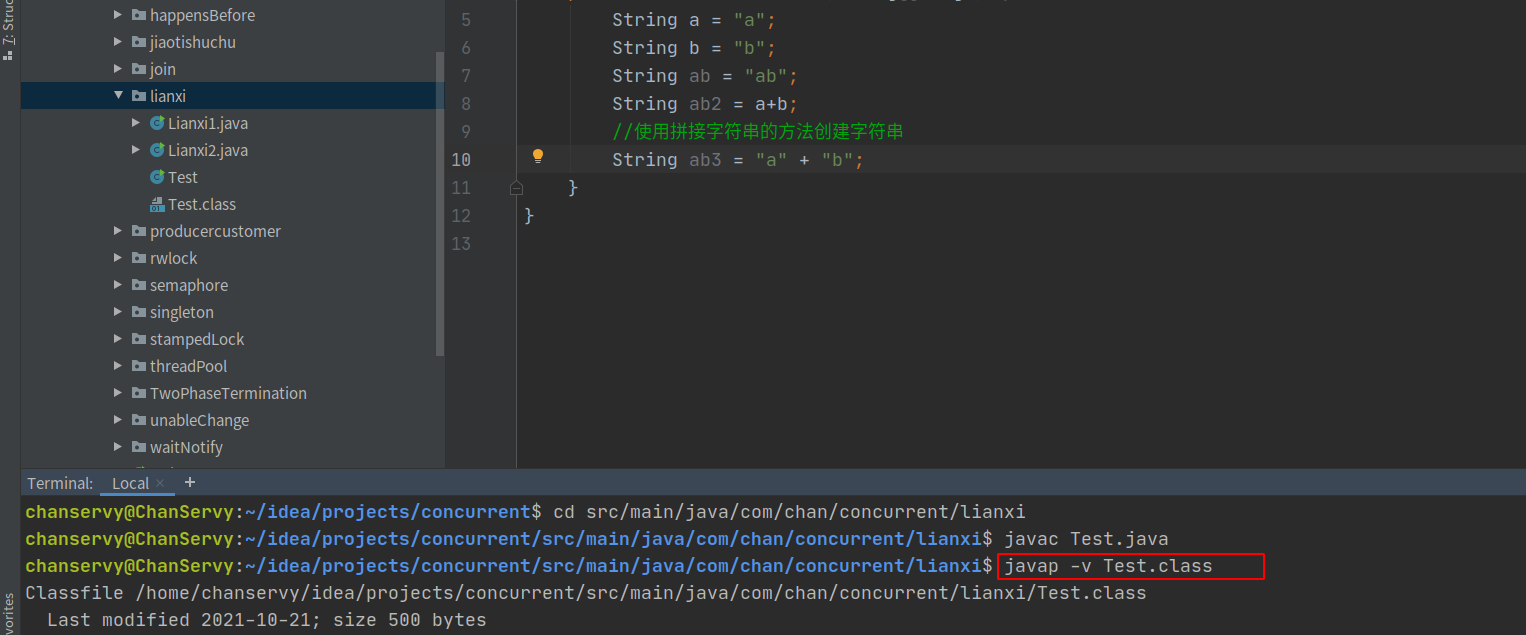 7: Struc
happensBefore
jiaotishuchu
join
lianxi
Lianxi1.java
Lianxi2.java
Test
Test.class
producercustomer
rwlock
semaphore
singleton
stampedLock
threadPool
TwoPhaseTermination
unableChange
waitNotify
5 String a = "a";
6 String b = "b";
7 String ab = "ab";
8 String ab2 = a+b;
9 //使用拼接字符串的方法创建字符串
10 String ab3 = "a" + "b";
11 }
12 }
13
vorites
Terminal: Local × +
chanservy@ChanServy:~/idea/projects/concurrent$ cd src/main/java/com/chan/concurrent/lianxi
chanservy@ChanServy:~/idea/projects/concurrent/src/main/java/com/chan/concurrent/lianxi$ javac Test.java
chanservy@ChanServy:~/idea/projects/concurrent/src/main/java/com/chan/concurrent/lianxi$ javap -v Test.class
Classfile /home/chanservy/idea/projects/concurrent/src/main/java/com/chan/concurrent/lianxi/Test.class
Last modified 2021-10-21; size 500 bytes